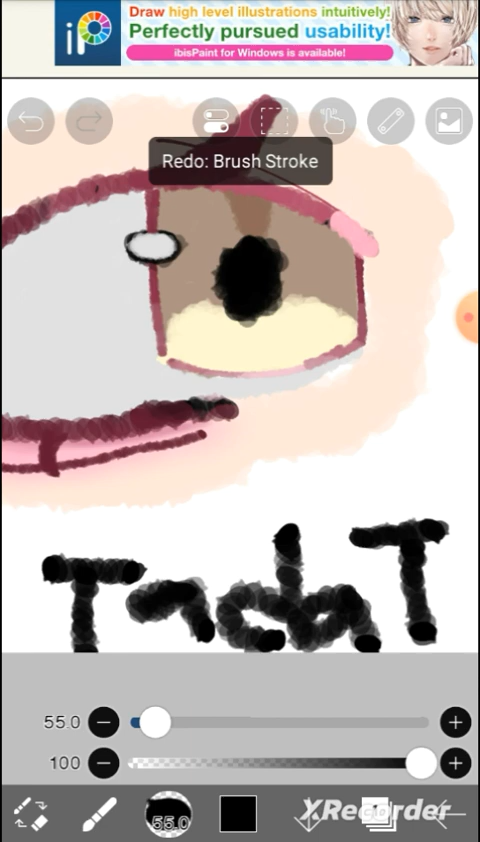 Draw high level illustrations intuitively!
Perfectly pursued usability!
ibisPaint for Windows is available!
iP
Redo: Brush Stroke
55.0
100
55.0
XRecorder